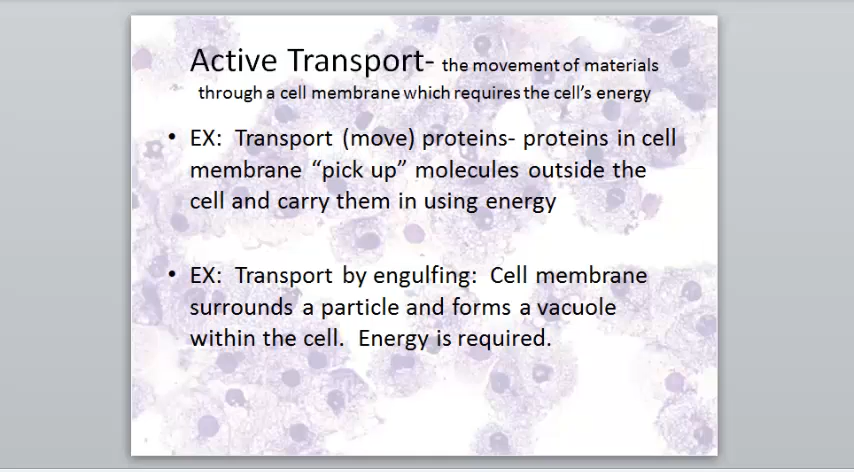 Active Transport- the movement of materials
through a cell membrane which requires the cell's energy
• EX: Transport (move) proteins- proteins in cell
membrane “pick up” molecules outside the
cell and carry them in using energy
• EX: Transport by engulfing: Cell membrane
surrounds a particle and forms a vacuole
within the cell. Energy is required.